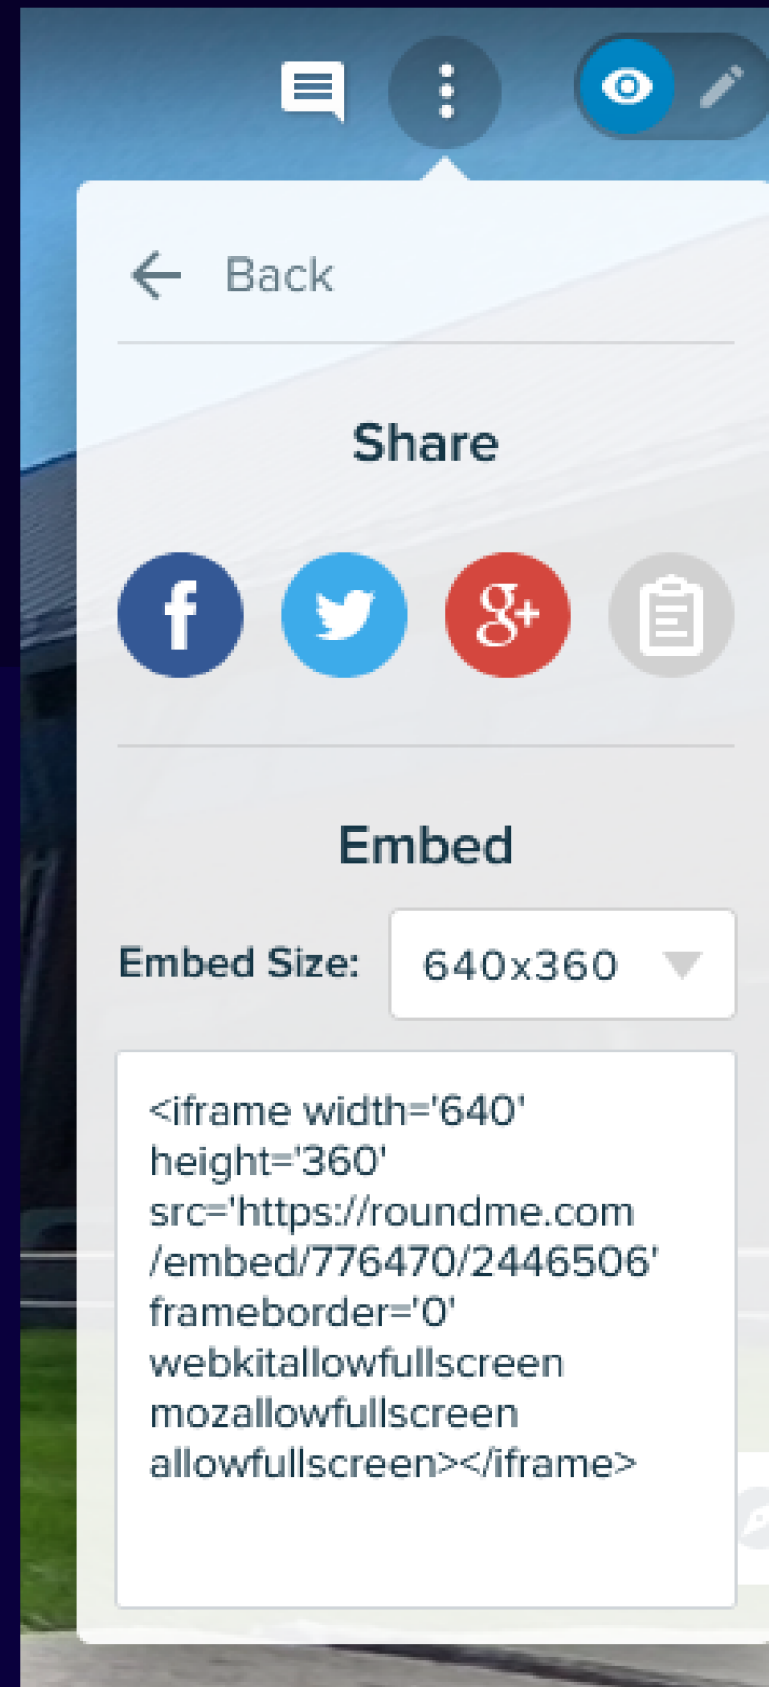 Back
Share
f
g+
Embed
Embed Size:
640x360
<iframe width='640'
height='360'
src='https://roundme.com
/embed/776470/2446506'
frameborder='0'
webkitallowfullscreen
mozallowfullscreen
allowfullscreen></iframe>